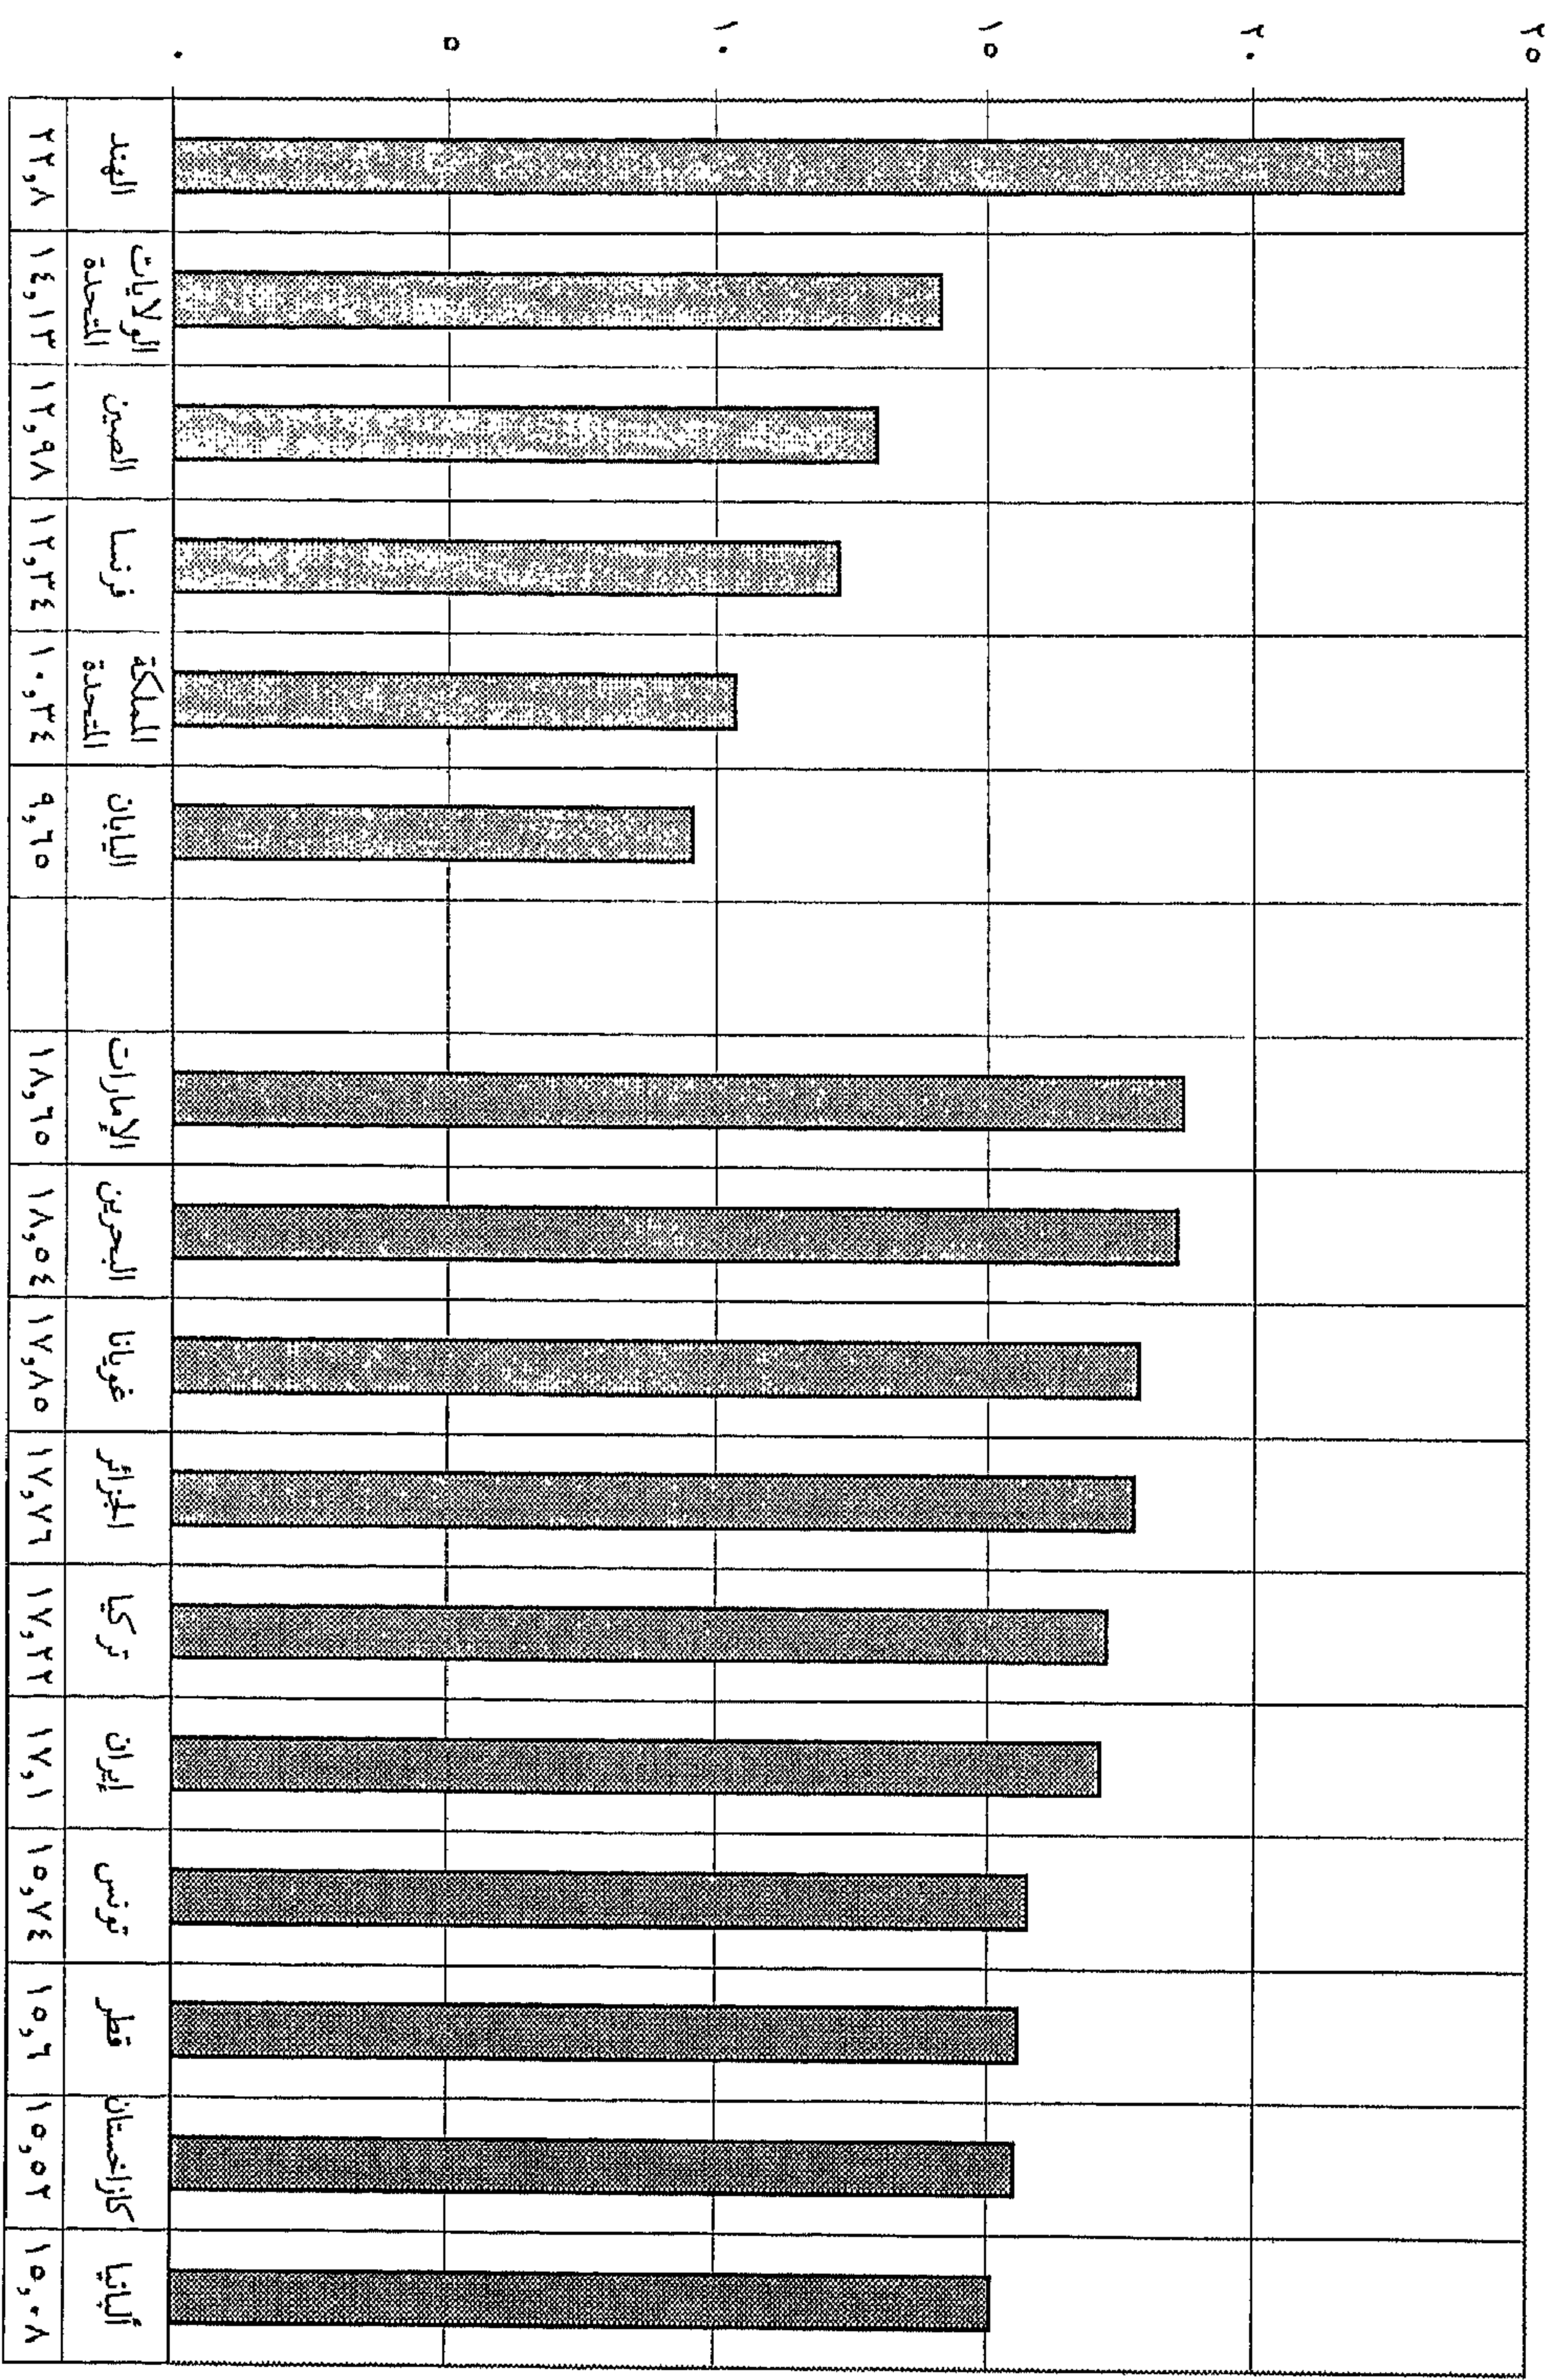 ٢٥
٢٠
١٥
١٠
٥
٠
الهند
الولايات
المتحدة
الصين
فرنسا
المملكة
المتحدة
اليابان
الإمارات
البحرين
غويانا
الجزائر
تركيا
إيران
تونس
قطر
كازاخستان
ألبانيا
٢٢,٨
١٤,١٣
١٢,٩٨
١٢,٣٤
١٠,٣٤
٩,٦٥
١٨,٦٥
١٨,٥٤
١٧,٨٥
١٧,٧٦
١٧,٢٢
١٧,١
١٥,٧٤
١٥,٦
١٥,٥٢
١٥,٠٨